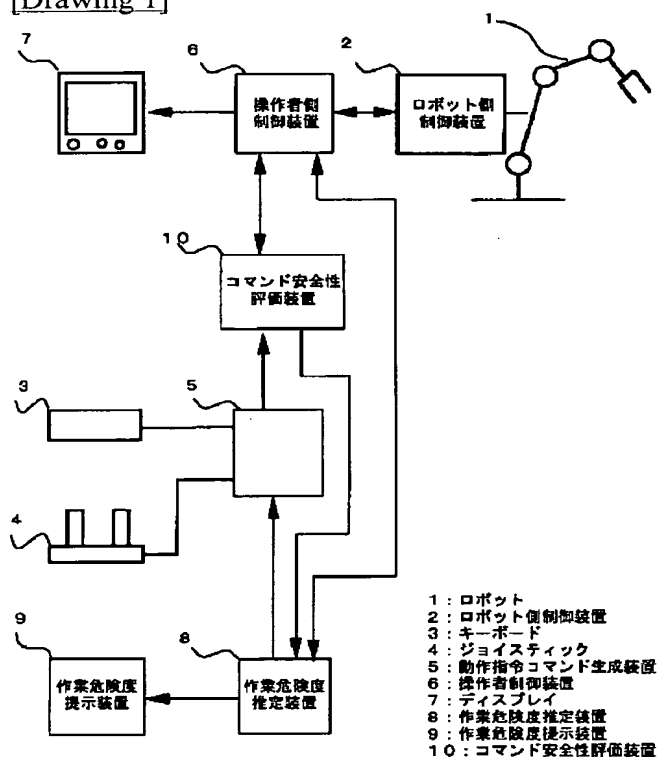 [Drawing 1]
7
6
2
1
操作者側
制御装置
ロボット側
制御装置
10
コマンド安全性
評価装置
3
5
4
9
8
作業危険度
提示装置
作業危険度
推定装置
1:ロボット
2:ロボット側制御装置
3:キーボード
4:ジョイスティック
5:動作指令コマンド生成装置
6:操作者制御装置
7:ディスプレイ
8:作業危険度推定装置
9:作業危険度提示装置
10:コマンド安全性評価装置